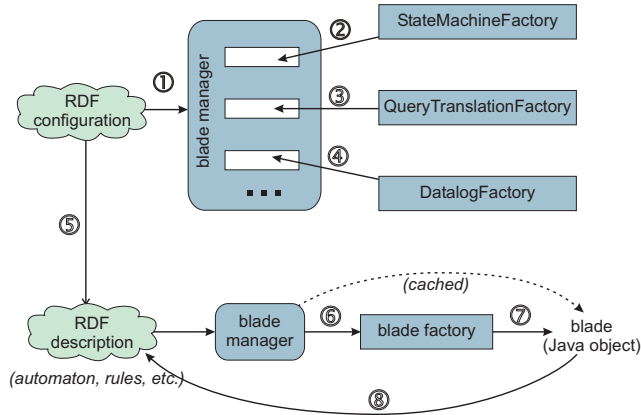 ②
StateMachineFactory
①
RDF
configuration
blade manager
③
QueryTranslationFactory
④
DatalogFactory
...
⑤
(cached)
RDF
description
blade
manager
⑥
blade factory
⑦
blade
(Java object)
(automaton, rules, etc.)
⑧